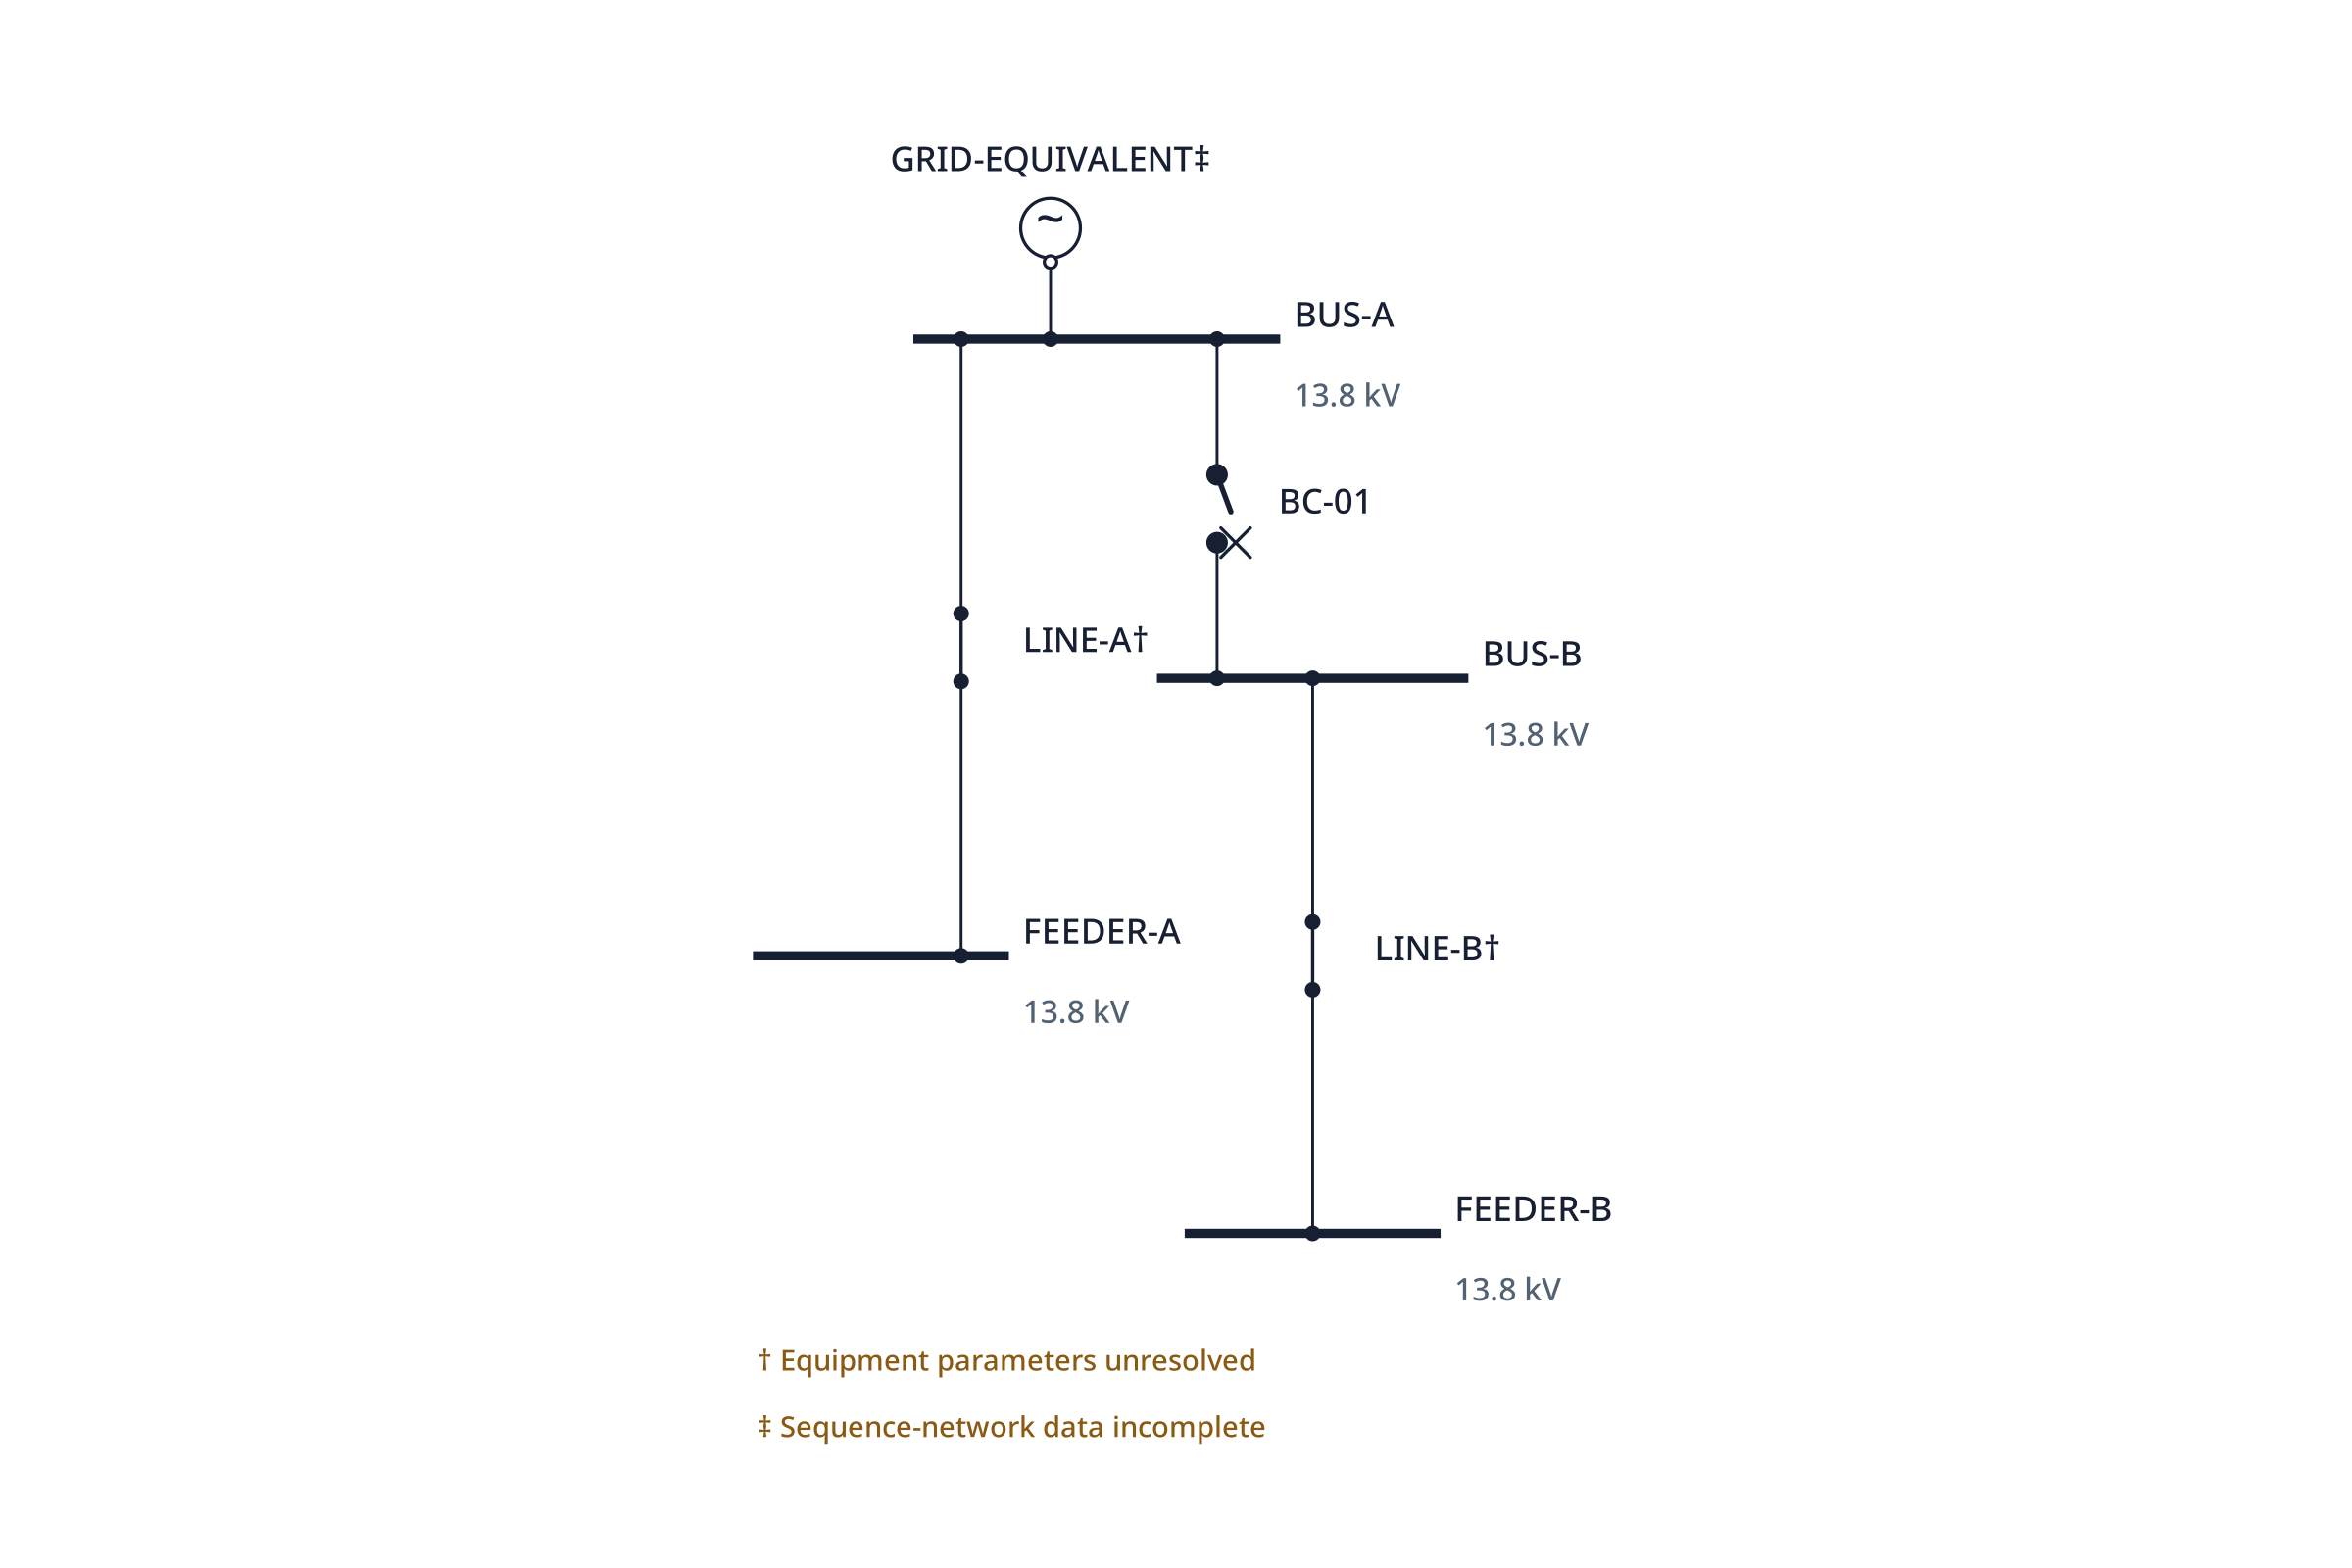 GRID-EQUIVALENT‡
~
BUS-A
13.8 kV
BC-01
LINE-A†
BUS-B
13.8 kV
FEEDER-A
LINE-B†
13.8 kV
FEEDER-B
13.8 kV
† Equipment parameters unresolved
‡ Sequence-network data incomplete